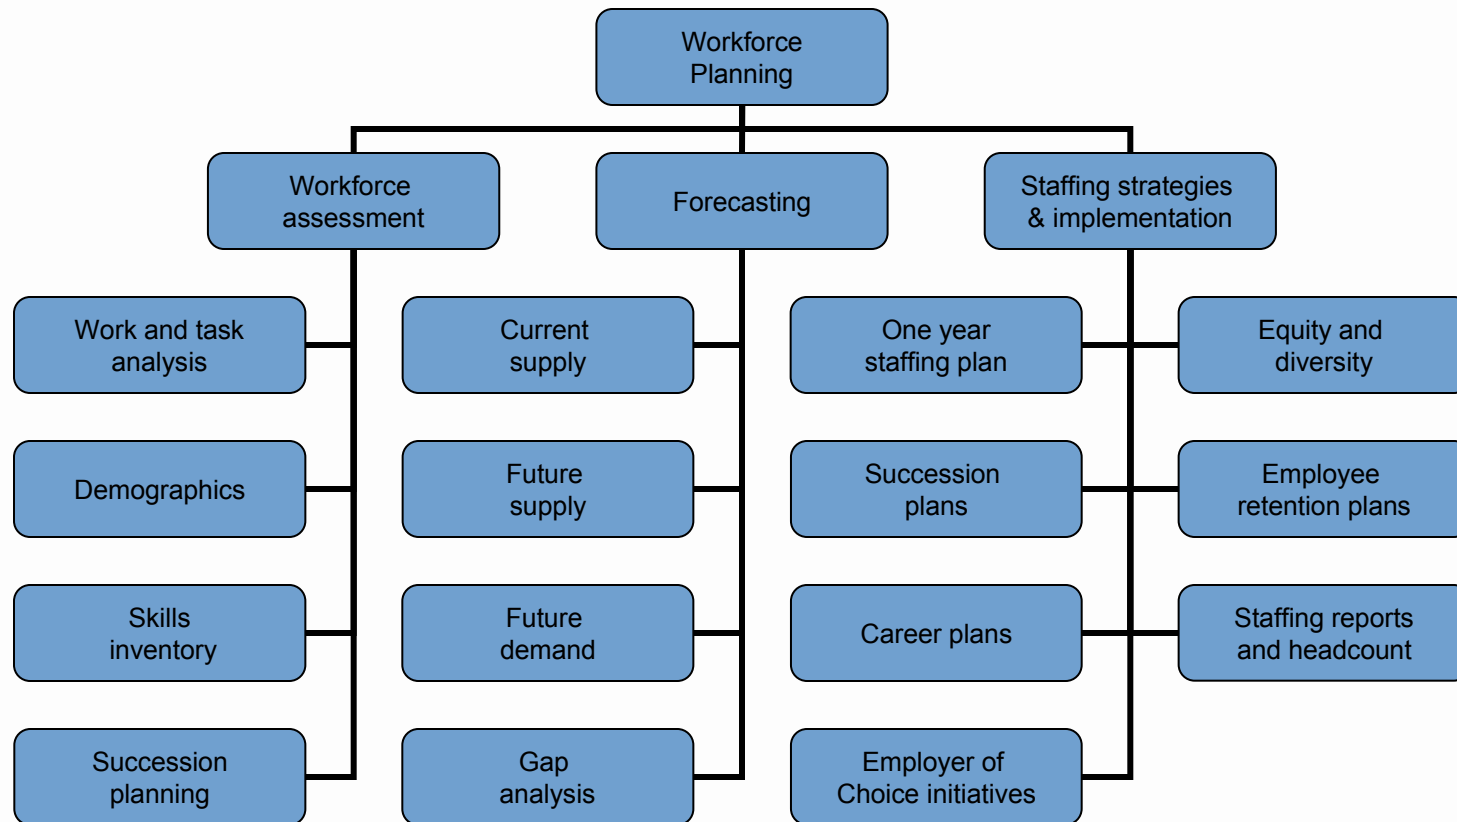 Workforce
Planning
Workforce
assessment
Forecasting
Staffing strategies
& implementation
Work and task
analysis
Current
supply
One year
staffing plan
Equity and
diversity
Demographics
Future
supply
Succession
plans
Employee
retention plans
Skills
inventory
Future
demand
Career plans
Staffing reports
and headcount
Succession
planning
Gap
analysis
Employer of
Choice initiatives